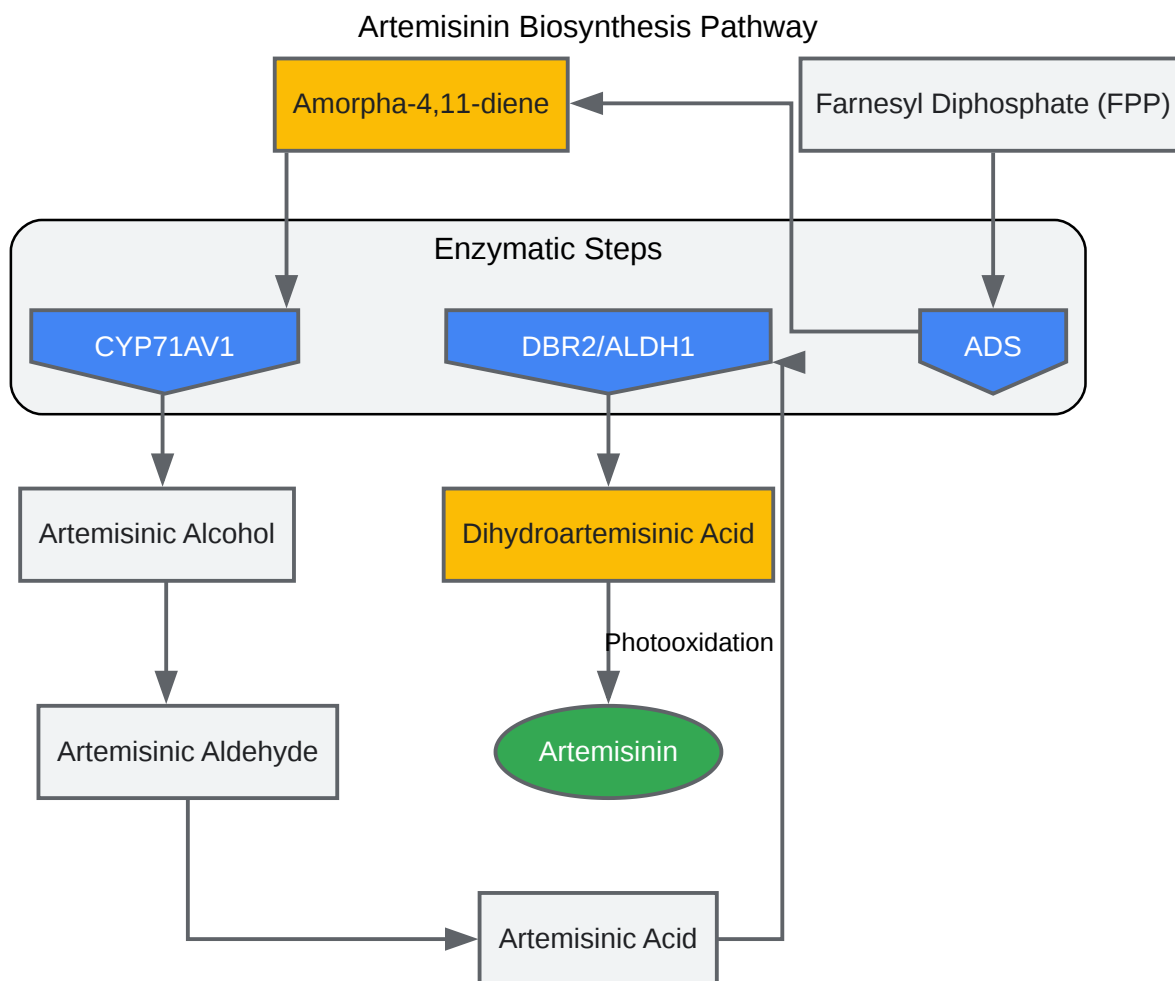 Artemisinin Biosynthesis Pathway
Amorpha-4,11-diene
Farnesyl Diphosphate (FPP)
Enzymatic Steps
CYP71AV1
DBR2/ALDH1
ADS
Artemisinic Alcohol
Dihydroartemisinic Acid
Photooxidation
Artemisinic Aldehyde
Artemisinin
Artemisinic Acid